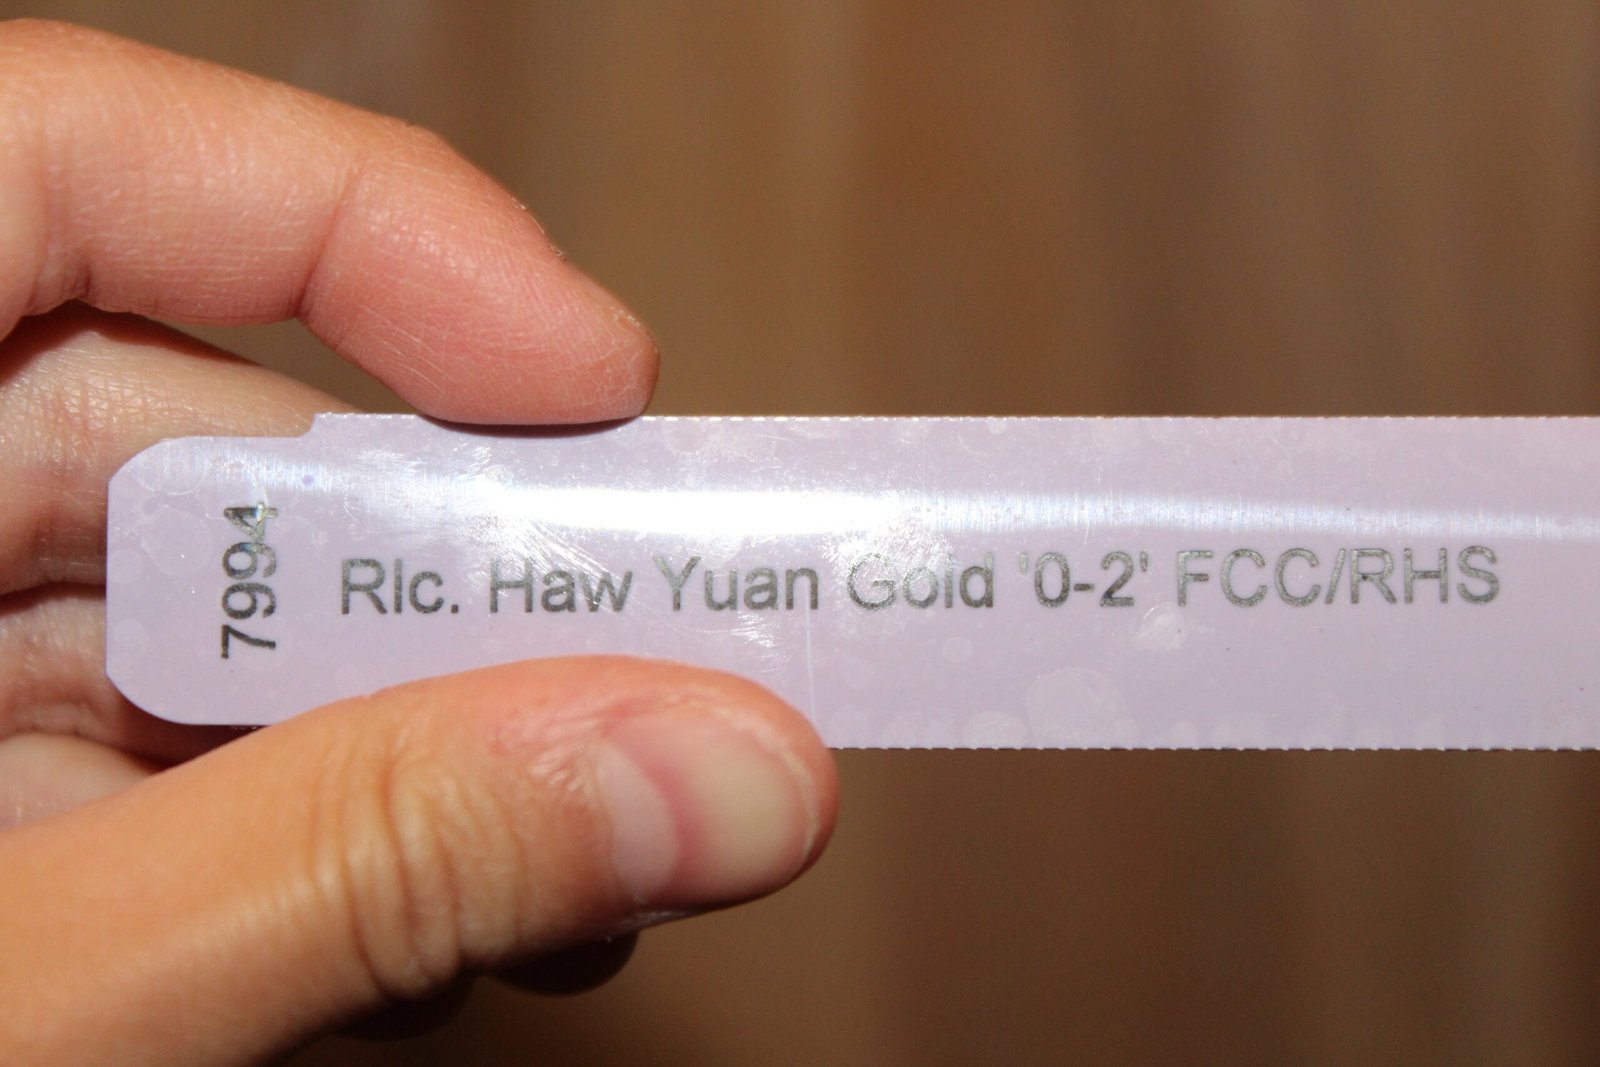 7994
Rlc. Haw Yuan Gold '0-2' FCC/RHS